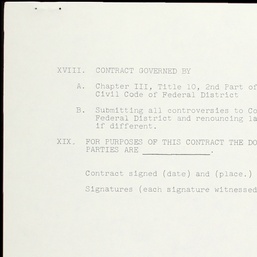 XVIII. CONTRACT GOVERNED BY
A. Chapter III, Title 10, 2nd Part of
Civil Code of Federal District
B. Submitting all controversies to Co
Federal District and renouncing la
if different.
XIX. FOR PURPOSES OF THIS CONTRACT THE DO
PARTIES ARE __________.
Contract signed (date) and (place.)
Signatures (each signature witnessed